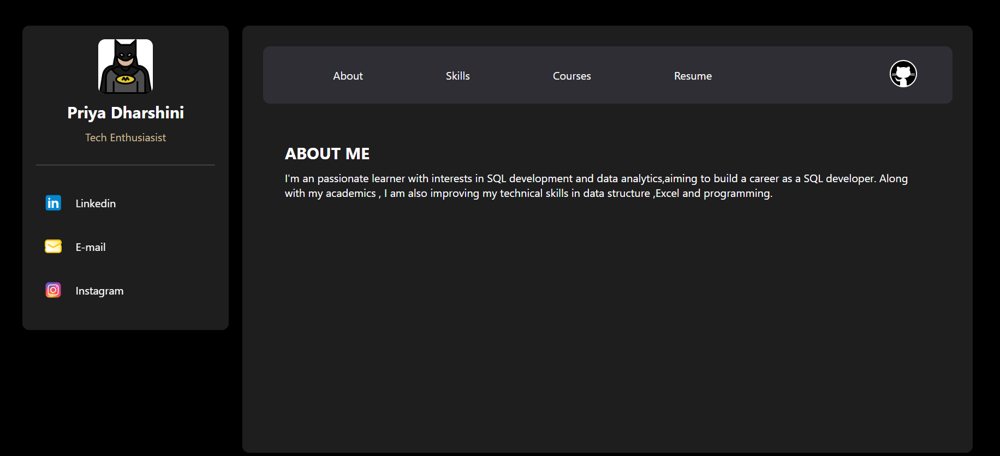 Priya Dharshini
Tech Enthusiasist
Linkedin
E-mail
Instagram
About Skills Courses Resume
ABOUT ME
I'm an passionate learner with interests in SQL development and data analytics,aiming to build a career as a SQL developer. Along
with my academics , I am also improving my technical skills in data structure ,Excel and programming.